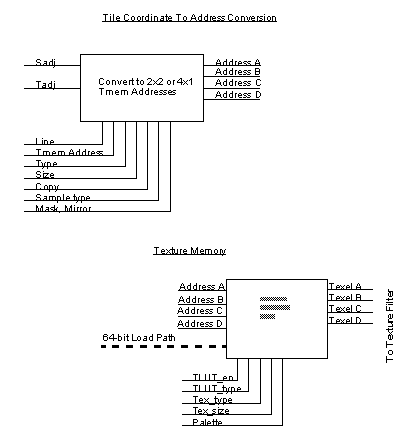 Tile Coordinate To Address Conversion
Sadj
Tadj
Convert to 2x2 or 4x1
Tmem Addresses
Address A
Address B
Address C
Address D
Line
Tmem Address
Type
Size
Copy
Sample type
Mask, Mirror
Texture Memory
Address A
Address B
Address C
Address D
64-bit Load Path
Texel A
Texel B
Texel C
Texel D
To Texture Filter
TLUT_en
TLUT_type
Tex_type
Tex_size
Palette